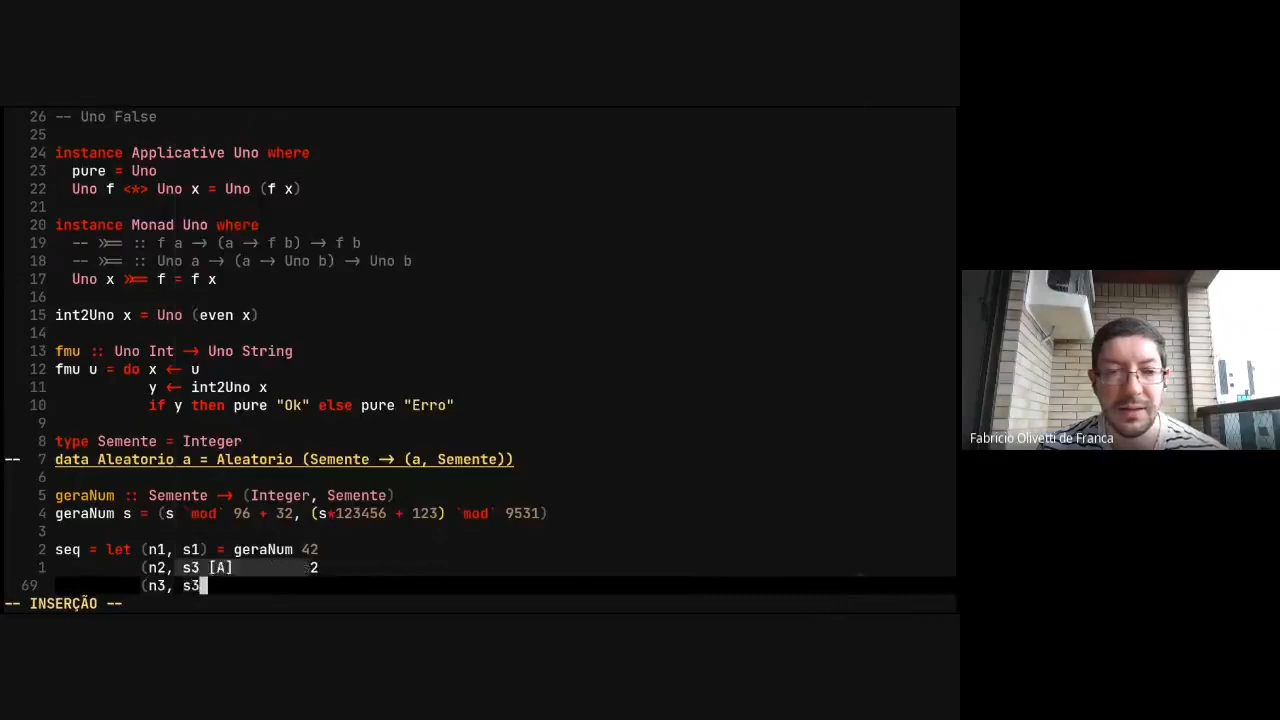 26 -- Uno False
25
24 instance Applicative Uno where
23   pure = Uno
22   Uno f <*> Uno x = Uno (f x)
21
20 instance Monad Uno where
19   -- >>= :: f a -> (a -> f b) -> f b
18   -- >>= :: Uno a -> (a -> Uno b) -> Uno b
17   Uno x >>= f = f x
16
15 int2Uno x = Uno (even x)
14
13 fmu :: Uno Int -> Uno String
12 fmu u = do x <- u
11            y <- int2Uno x
10            if y then pure "Ok" else pure "Erro"
9
8 type Semente = Integer
-- 7 data Aleatorio a = Aleatorio (Semente -> (a, Semente))
6
5 geraNum :: Semente -> (Integer, Semente)
4 geraNum s = (s `mod` 96 + 32, (s*123456 + 123) `mod` 9531)
3
2 seq = let (n1, s1) = geraNum 42
1           (n2, s3 [A] 2
69           (n3, s3
-- INSERÇÃO --
Fabricio Olivetti de Franca